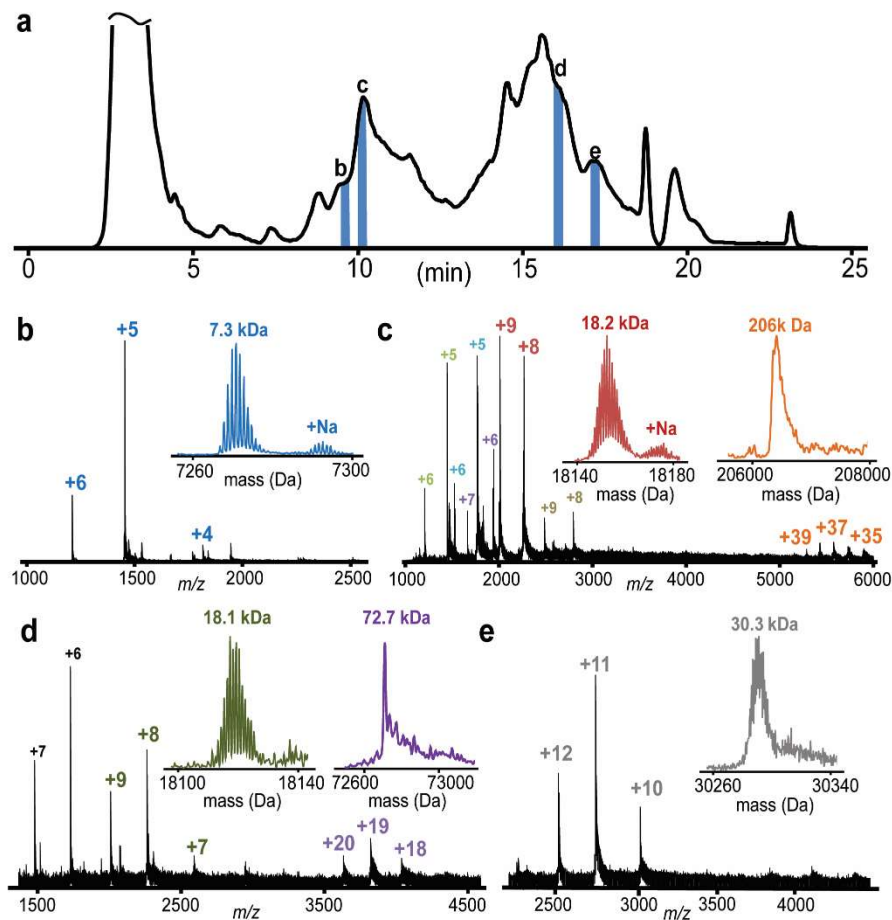 a
b
c
d
e
0
5
10
(min)
15
20
25
b
+5
+6
+4
7.3 kDa
+Na
7260
7300
mass (Da)
1000
1500
2000
2500
m/z
c
+9
+8
+5
+5
+6
+6
+6
+7
+9
+8
18.2 kDa
+Na
18140
18180
mass (Da)
206k Da
206000
208000
mass (Da)
+39
+37
+35
1000
2000
3000
4000
5000
6000
m/z
d
+6
+7
+8
+9
+7
18.1 kDa
18100
18140
mass (Da)
72.7 kDa
72600
73000
mass (Da)
+20
+19
+18
1500
2500
3500
4500
m/z
e
+11
+12
+10
30.3 kDa
30260
30340
mass (Da)
2500
3000
3500
4000
m/z